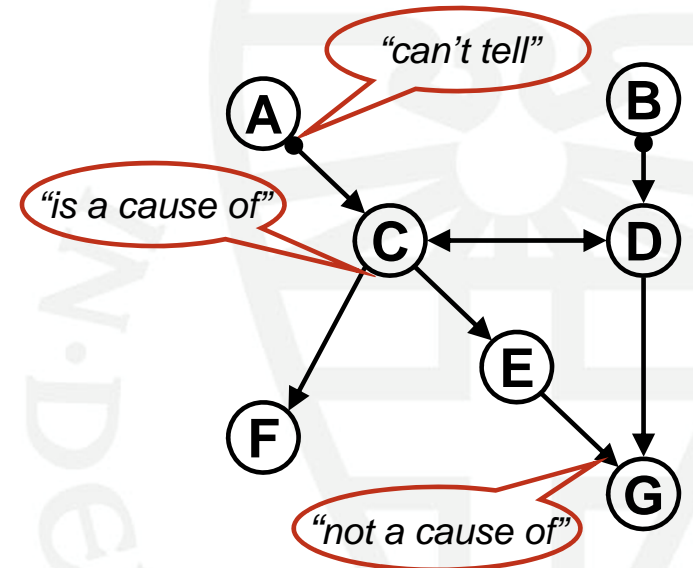 “can’t tell”
A
B
“is a cause of”
C
D
E
F
G
“not a cause of”